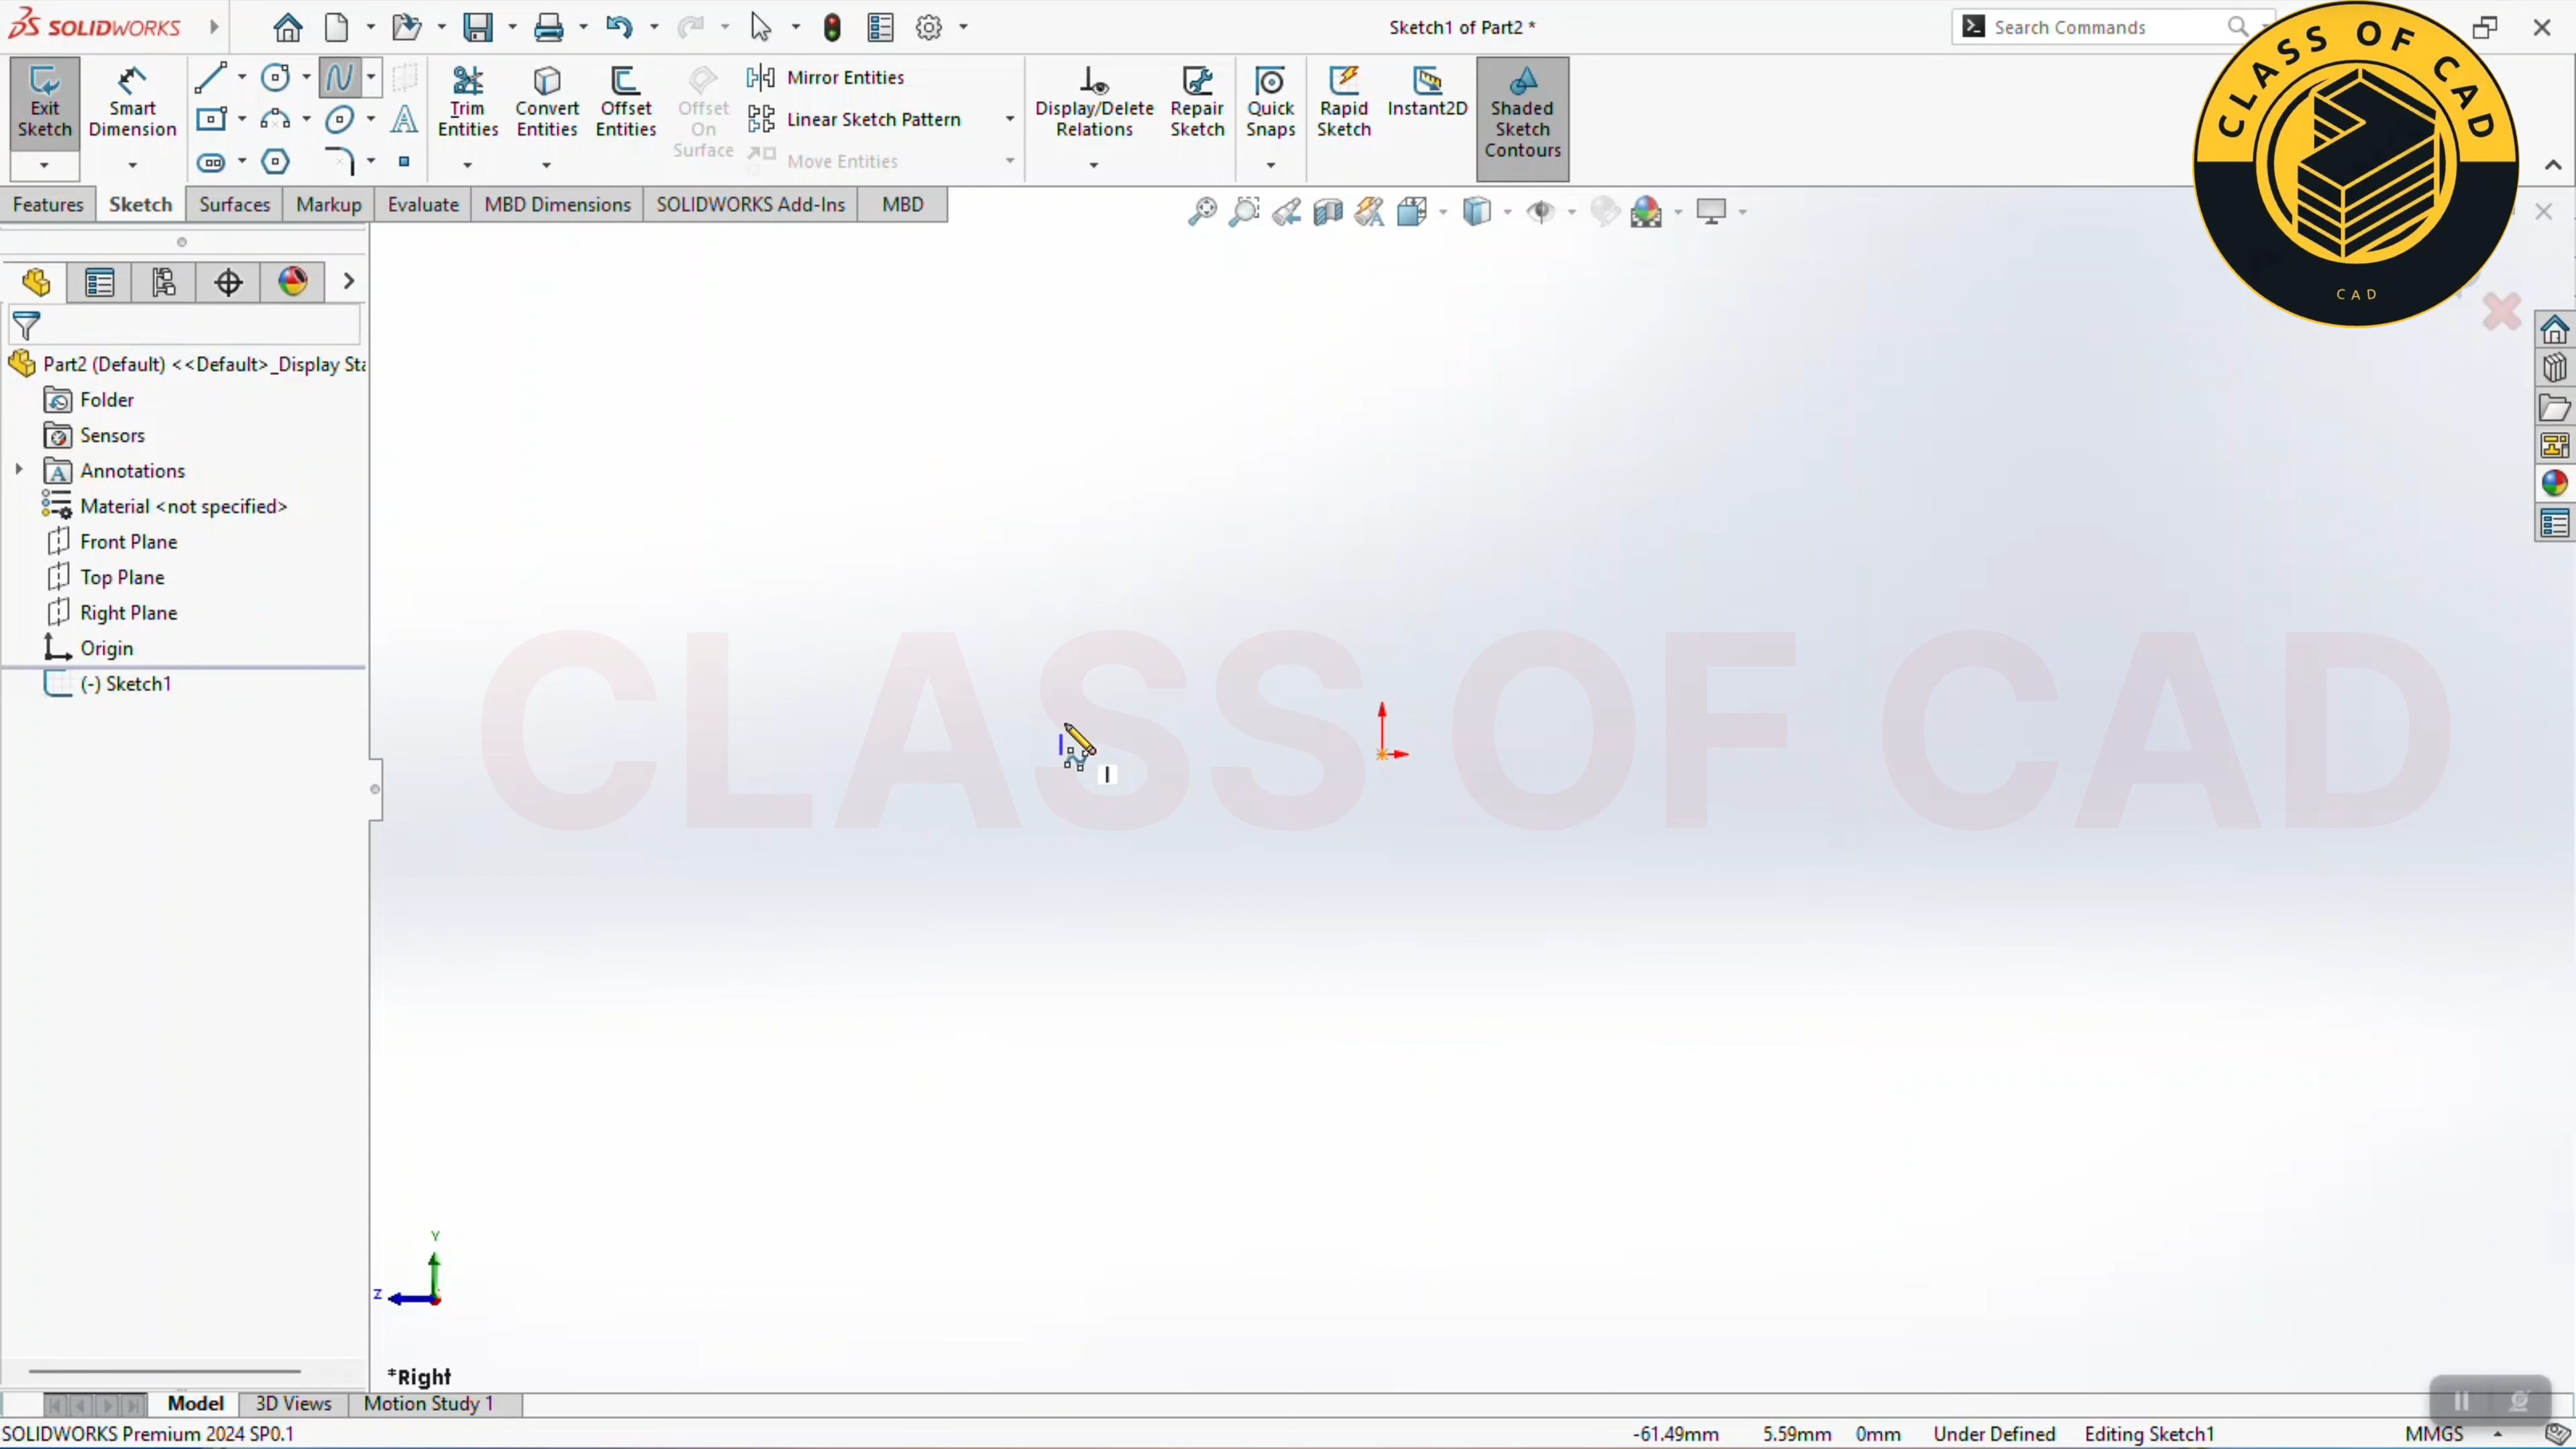 SOLIDWORKS
Sketch1 of Part2 *
Search Commands
CLASS OF CAD
CAD
Exit Sketch
Smart Dimension
Trim Entities
Convert Entities
Offset Entities
Offset On Surface
Mirror Entities
Linear Sketch Pattern
Move Entities
Display/Delete Relations
Repair Sketch
Quick Snaps
Rapid Sketch
Instant2D
Shaded Sketch Contours
Features
Sketch
Surfaces
Markup
Evaluate
MBD Dimensions
SOLIDWORKS Add-Ins
MBD
Part2 (Default) <<Default>_Display Sta
Folder
Sensors
Annotations
Material <not specified>
Front Plane
Top Plane
Right Plane
Origin
(-) Sketch1
CLASS OF CAD
Y
Z
*Right
Model
3D Views
Motion Study 1
SOLIDWORKS Premium 2024 SP0.1
-61.49mm
5.59mm
0mm
Under Defined
Editing Sketch1
MMGS